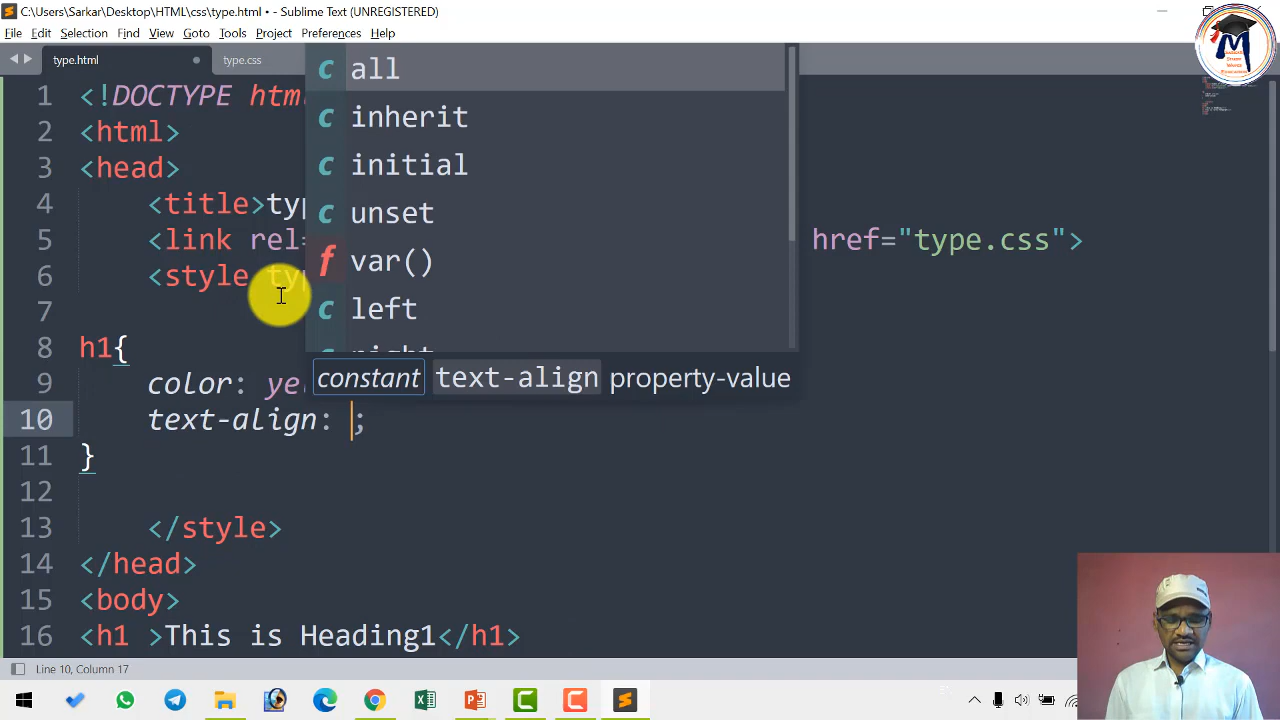 C:\Users\Sarkar\Desktop\HTML\css\type.html • - Sublime Text (UNREGISTERED)
File Edit Selection Find View Goto Tools Project Preferences Help
type.html type.css
1 <!DOCTYPE htm
2 <html>
3 <head>
4 <title>typ
5 <link rel= href="type.css">
6 <style typ
7
8 h1{
9 color: ye
10 text-align: ;
11 }
12
13 </style>
14 </head>
15 <body>
16 <h1 >This is Heading1</h1>
c all
c inherit
c initial
c unset
f var()
c left
right
constant text-align property-value
Line 10, Column 17
M